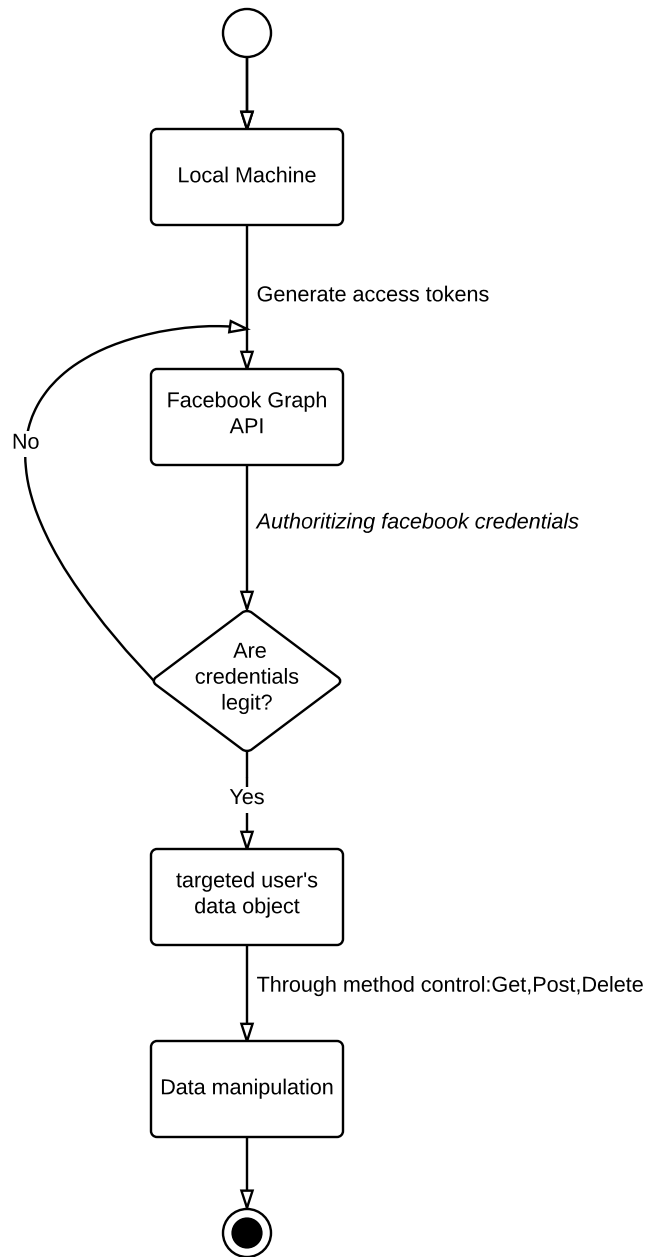 Local Machine
Generate access tokens
Facebook Graph
API
No
Authoritizing facebook credentials
Are
credentials
legit?
Yes
targeted user's
data object
Through method control:Get,Post,Delete
Data manipulation